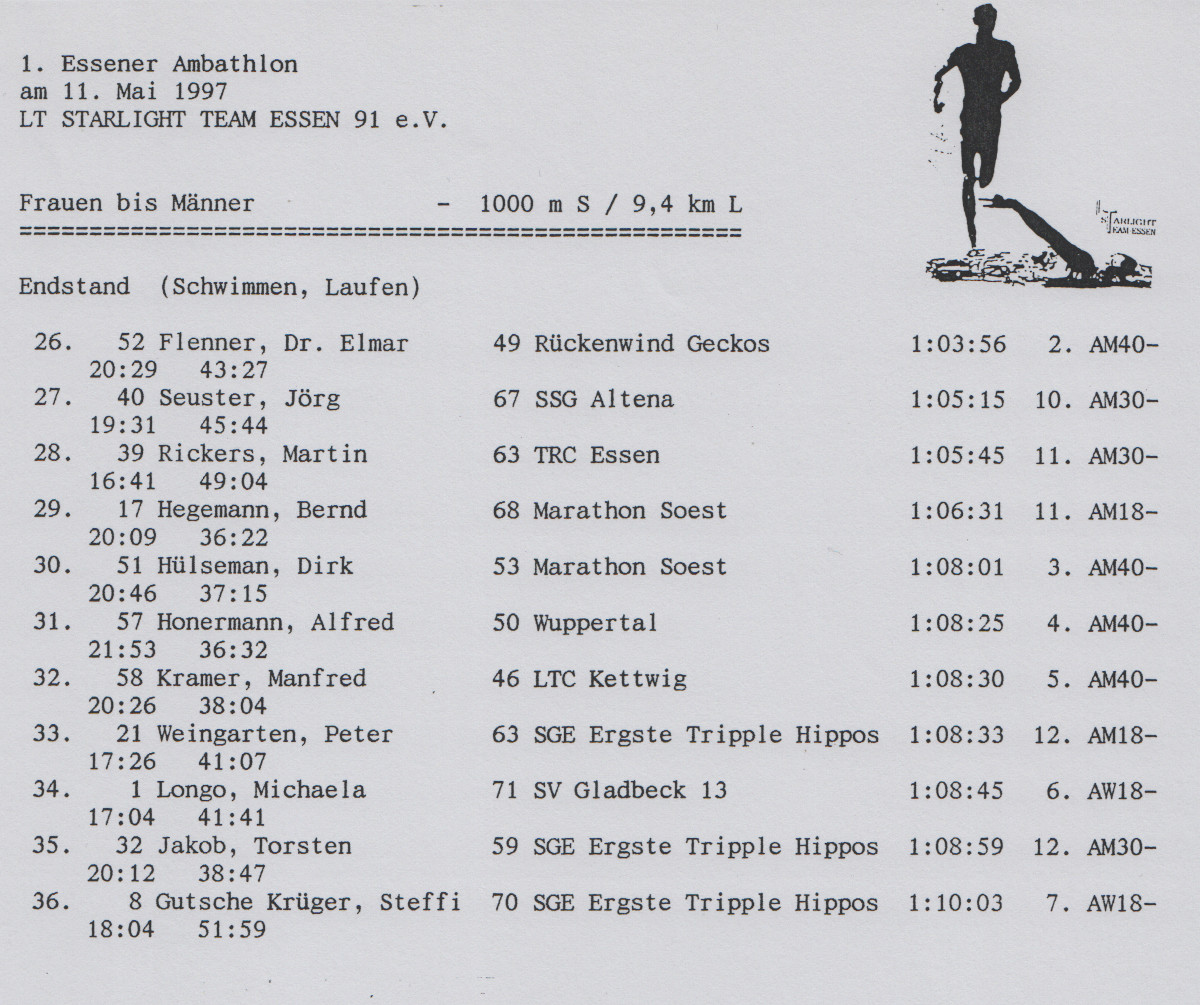 1. Essener Ambathlon
am 11. Mai 1997
LT STARLIGHT TEAM ESSEN 91 e.V.
STARLIGHT
TEAM ESSEN
Frauen bis Männer - 1000 m S / 9,4 km L
====================================================
Endstand (Schwimmen, Laufen)
26. 52 Flenner, Dr. Elmar 49 Rückenwind Geckos 1:03:56 2. AM40-
20:29 43:27
27. 40 Seuster, Jörg 67 SSG Altena 1:05:15 10. AM30-
19:31 45:44
28. 39 Rickers, Martin 63 TRC Essen 1:05:45 11. AM30-
16:41 49:04
29. 17 Hegemann, Bernd 68 Marathon Soest 1:06:31 11. AM18-
20:09 36:22
30. 51 Hülseman, Dirk 53 Marathon Soest 1:08:01 3. AM40-
20:46 37:15
31. 57 Honermann, Alfred 50 Wuppertal 1:08:25 4. AM40-
21:53 36:32
32. 58 Kramer, Manfred 46 LTC Kettwig 1:08:30 5. AM40-
20:26 38:04
33. 21 Weingarten, Peter 63 SGE Ergste Tripple Hippos 1:08:33 12. AM18-
17:26 41:07
34. 1 Longo, Michaela 71 SV Gladbeck 13 1:08:45 6. AW18-
17:04 41:41
35. 32 Jakob, Torsten 59 SGE Ergste Tripple Hippos 1:08:59 12. AM30-
20:12 38:47
36. 8 Gutsche Krüger, Steffi 70 SGE Ergste Tripple Hippos 1:10:03 7. AW18-
18:04 51:59